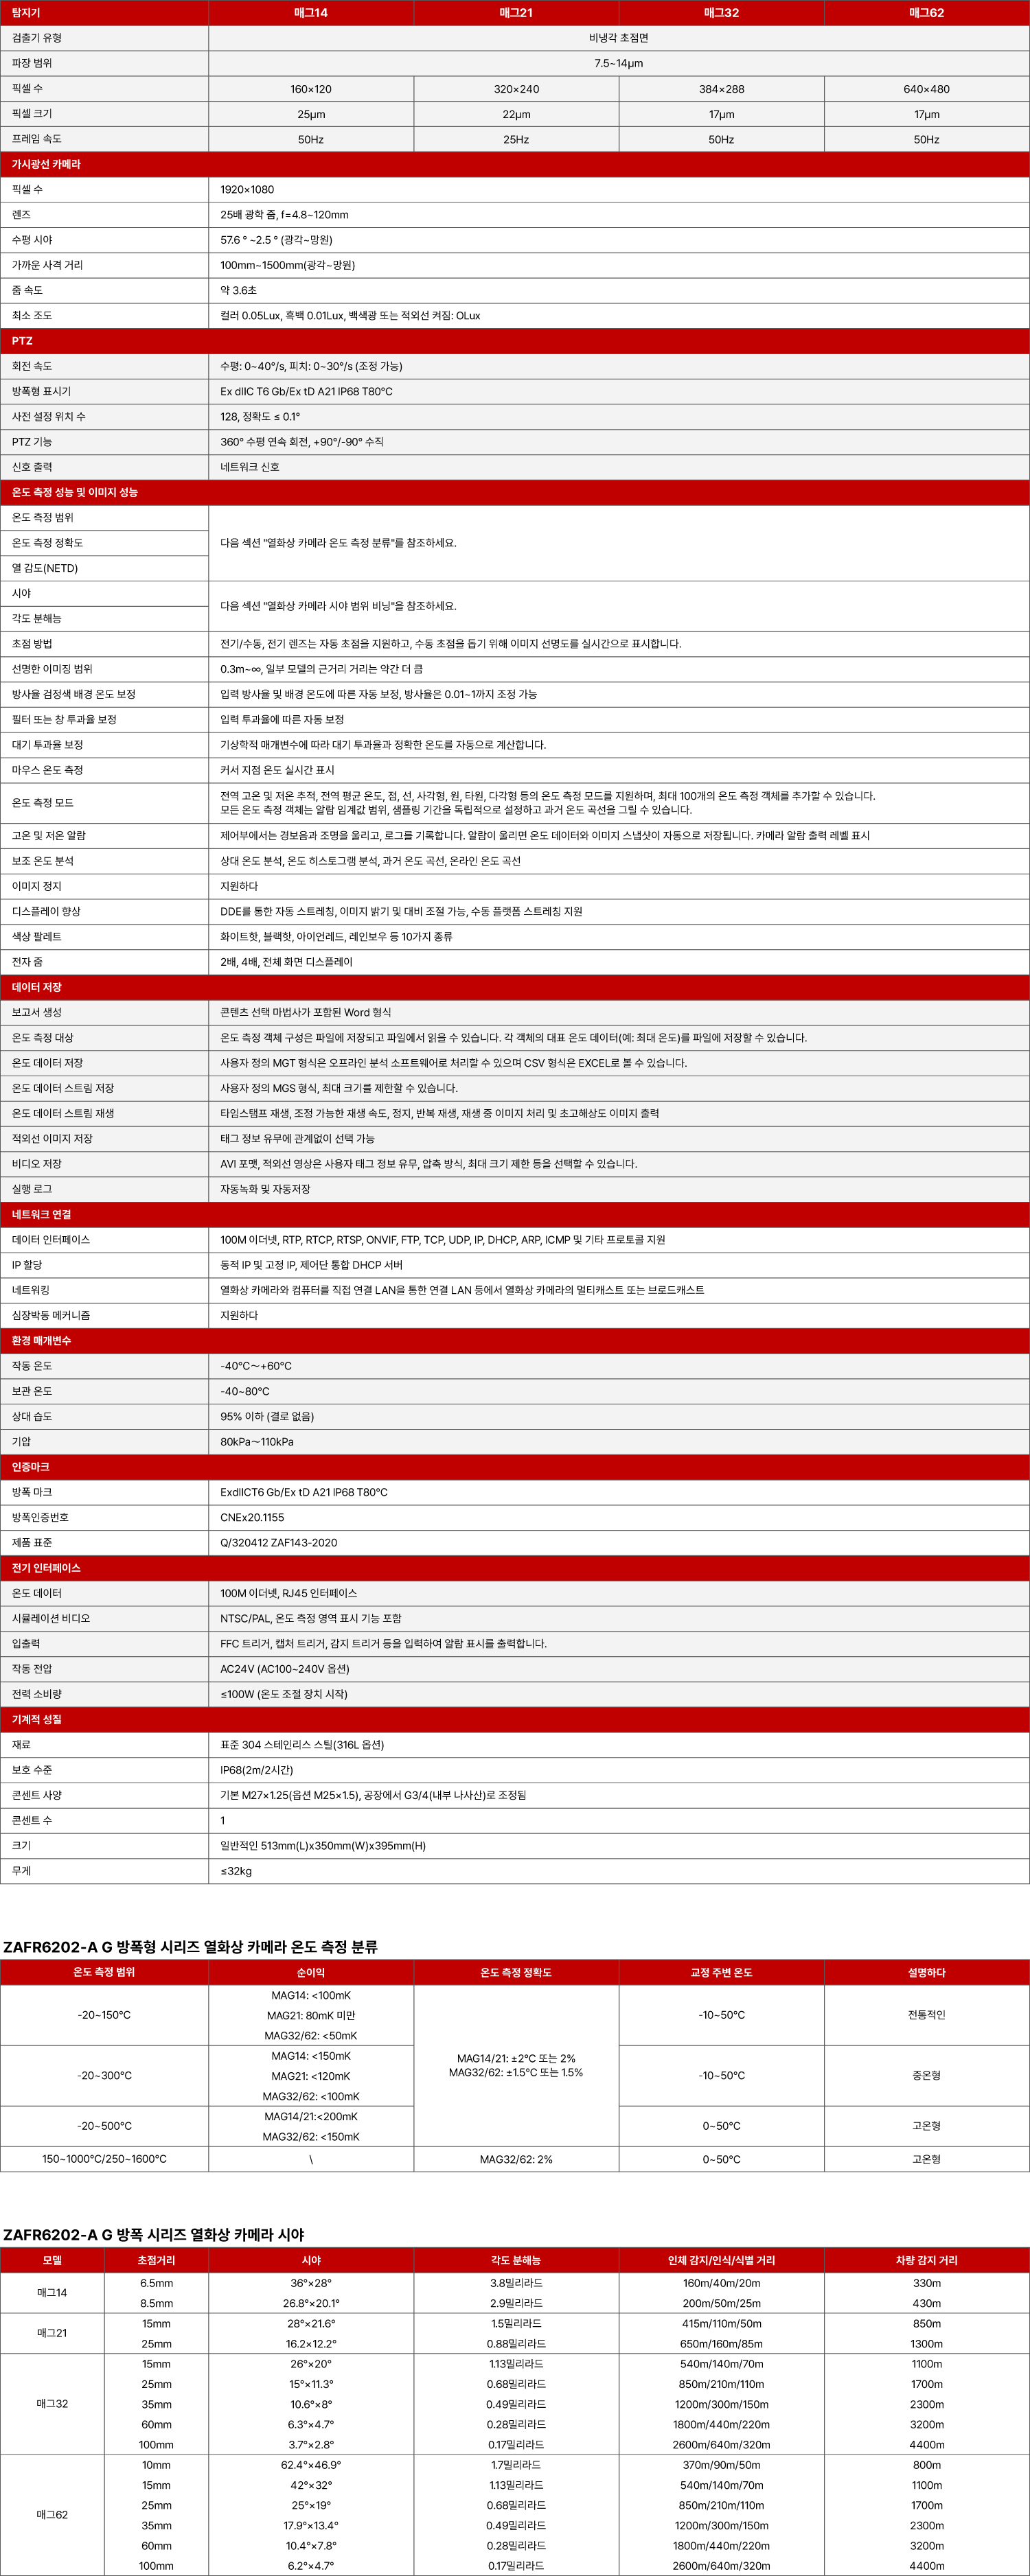 탐지기 매그14 매그21 매그32 매그62
검출기 유형 비냉각 초점면
파장 범위 7.5~14μm
픽셀 수 160×120 320×240 384×288 640×480
픽셀 크기 25μm 22μm 17μm 17μm
프레임 속도 50Hz 25Hz 50Hz 50Hz
가시광선 카메라
픽셀 수 1920×1080
렌즈 25배 광학 줌, f=4.8~120mm
수평 시야 57.6 ° ~2.5 ° (광각~망원)
가까운 사격 거리 100mm~1500mm(광각~망원)
줌 속도 약 3.6초
최소 조도 컬러 0.05Lux, 흑백 0.01Lux, 백색광 또는 적외선 켜짐: OLux
PTZ
회전 속도 수평: 0~40°/s, 피치: 0~30°/s (조정 가능)
방폭형 표시기 Ex dIIC T6 Gb/Ex tD A21 IP68 T80℃
사전 설정 위치 수 128, 정확도 ≤ 0.1°
PTZ 기능 360° 수평 연속 회전, +90°/-90° 수직
신호 출력 네트워크 신호
온도 측정 성능 및 이미지 성능
온도 측정 범위
온도 측정 정확도 다음 섹션 "열화상 카메라 온도 측정 분류"를 참조하세요.
열 감도(NETD)
시야
다음 섹션 "열화상 카메라 시야 범위 비닝"을 참조하세요.
각도 분해능
초점 방법 전기/수동, 전기 렌즈는 자동 초점을 지원하고, 수동 초점을 돕기 위해 이미지 선명도를 실시간으로 표시합니다.
선명한 이미징 범위 0.3m~∞, 일부 모델의 근거리 거리는 약간 더 큼
방사율 검정색 배경 온도 보정 입력 방사율 및 배경 온도에 따른 자동 보정, 방사율은 0.01~1까지 조정 가능
필터 또는 창 투과율 보정 입력 투과율에 따른 자동 보정
대기 투과율 보정 기상학적 매개변수에 따라 대기 투과율과 정확한 온도를 자동으로 계산합니다.
마우스 온도 측정 커서 지점 온도 실시간 표시
온도 측정 모드 전역 고온 및 저온 추적, 전역 평균 온도, 점, 선, 사각형, 원, 타원, 다각형 등의 온도 측정 모드를 지원하며, 최대 100개의 온도 측정 객체를 추가할 수 있습니다.
모든 온도 측정 객체는 알람 임계값 범위, 샘플링 기간을 독립적으로 설정하고 과거 온도 곡선을 그릴 수 있습니다.
고온 및 저온 알람 제어부에서는 경보음과 조명을 울리고, 로그를 기록합니다. 알람이 울리면 온도 데이터와 이미지 스냅샷이 자동으로 저장됩니다. 카메라 알람 출력 레벨 표시
보조 온도 분석 상대 온도 분석, 온도 히스토그램 분석, 과거 온도 곡선, 온라인 온도 곡선
이미지 정지 지원하다
디스플레이 향상 DDE를 통한 자동 스트레칭, 이미지 밝기 및 대비 조절 가능, 수동 플랫폼 스트레칭 지원
색상 팔레트 화이트핫, 블랙핫, 아이언레드, 레인보우 등 10가지 종류
전자 줌 2배, 4배, 전체 화면 디스플레이
데이터 저장
보고서 생성 콘텐츠 선택 마법사가 포함된 Word 형식
온도 측정 대상 온도 측정 객체 구성은 파일에 저장되고 파일에서 읽을 수 있습니다. 각 객체의 대표 온도 데이터(예: 최대 온도)를 파일에 저장할 수 있습니다.
온도 데이터 저장 사용자 정의 MGT 형식은 오프라인 분석 소프트웨어로 처리할 수 있으며 CSV 형식은 EXCEL로 볼 수 있습니다.
온도 데이터 스트림 저장 사용자 정의 MGS 형식, 최대 크기를 제한할 수 있습니다.
온도 데이터 스트림 재생 타임스탬프 재생, 조정 가능한 재생 속도, 정지, 반복 재생, 재생 중 이미지 처리 및 초고해상도 이미지 출력
적외선 이미지 저장 태그 정보 유무에 관계없이 선택 가능
비디오 저장 AVI 포맷, 적외선 영상은 사용자 태그 정보 유무, 압축 방식, 최대 크기 제한 등을 선택할 수 있습니다.
실행 로그 자동녹화 및 자동저장
네트워크 연결
데이터 인터페이스 100M 이더넷, RTP, RTCP, RTSP, ONVIF, FTP, TCP, UDP, IP, DHCP, ARP, ICMP 및 기타 프로토콜 지원
IP 할당 동적 IP 및 고정 IP, 제어단 통합 DHCP 서버
네트워킹 열화상 카메라와 컴퓨터를 직접 연결 LAN을 통한 연결 LAN 등에서 열화상 카메라의 멀티캐스트 또는 브로드캐스트
심장박동 메커니즘 지원하다
환경 매개변수
작동 온도 -40℃～+60℃
보관 온도 -40~80℃
상대 습도 95% 이하 (결로 없음)
기압 80kPa～110kPa
인증마크
방폭 마크 ExdIICT6 Gb/Ex tD A21 IP68 T80℃
방폭인증번호 CNEx20.1155
제품 표준 Q/320412 ZAF143-2020
전기 인터페이스
온도 데이터 100M 이더넷, RJ45 인터페이스
시뮬레이션 비디오 NTSC/PAL, 온도 측정 영역 표시 기능 포함
입출력 FFC 트리거, 캡처 트리거, 감지 트리거 등을 입력하여 알람 표시를 출력합니다.
작동 전압 AC24V (AC100~240V 옵션)
전력 소비량 ≤100W (온도 조절 장치 시작)
기계적 성질
재료 표준 304 스테인리스 스틸(316L 옵션)
보호 수준 IP68(2m/2시간)
콘센트 사양 기본 M27×1.25(옵션 M25×1.5), 공장에서 G3/4(내부 나사산)로 조정됨
콘센트 수 1
크기 일반적인 513mm(L)x350mm(W)x395mm(H)
무게 ≤32kg
ZAFR6202-A G 방폭형 시리즈 열화상 카메라 온도 측정 분류
온도 측정 범위 순이익 온도 측정 정확도 교정 주변 온도 설명하다
MAG14: <100mK
-20~150℃ MAG21: 80mK 미만 -10~50℃ 전통적인
MAG32/62: <50mK
MAG14: <150mK
MAG14/21: ±2℃ 또는 2%
MAG32/62: ±1.5℃ 또는 1.5%
-20~300℃ MAG21: <120mK -10~50℃ 중온형
MAG32/62: <100mK
MAG14/21:<200mK
-20~500℃ 0~50℃ 고온형
MAG32/62: <150mK
150~1000℃/250~1600℃ \ MAG32/62: 2% 0~50℃ 고온형
ZAFR6202-A G 방폭 시리즈 열화상 카메라 시야
모델 초점거리 시야 각도 분해능 인체 감지/인식/식별 거리 차량 감지 거리
매그14 6.5mm 36°×28° 3.8밀리라드 160m/40m/20m 330m
8.5mm 26.8°×20.1° 2.9밀리라드 200m/50m/25m 430m
매그21 15mm 28°×21.6° 1.5밀리라드 415m/110m/50m 850m
25mm 16.2×12.2° 0.88밀리라드 650m/160m/85m 1300m
15mm 26°×20° 1.13밀리라드 540m/140m/70m 1100m
25mm 15°×11.3° 0.68밀리라드 850m/210m/110m 1700m
매그32 35mm 10.6°×8° 0.49밀리라드 1200m/300m/150m 2300m
60mm 6.3°×4.7° 0.28밀리라드 1800m/440m/220m 3200m
100mm 3.7°×2.8° 0.17밀리라드 2600m/640m/320m 4400m
10mm 62.4°×46.9° 1.7밀리라드 370m/90m/50m 800m
15mm 42°×32° 1.13밀리라드 540m/140m/70m 1100m
매그62 25mm 25°×19° 0.68밀리라드 850m/210m/110m 1700m
35mm 17.9°×13.4° 0.49밀리라드 1200m/300m/150m 2300m
60mm 10.4°×7.8° 0.28밀리라드 1800m/440m/220m 3200m
100mm 6.2°×4.7° 0.17밀리라드 2600m/640m/320m 4400m